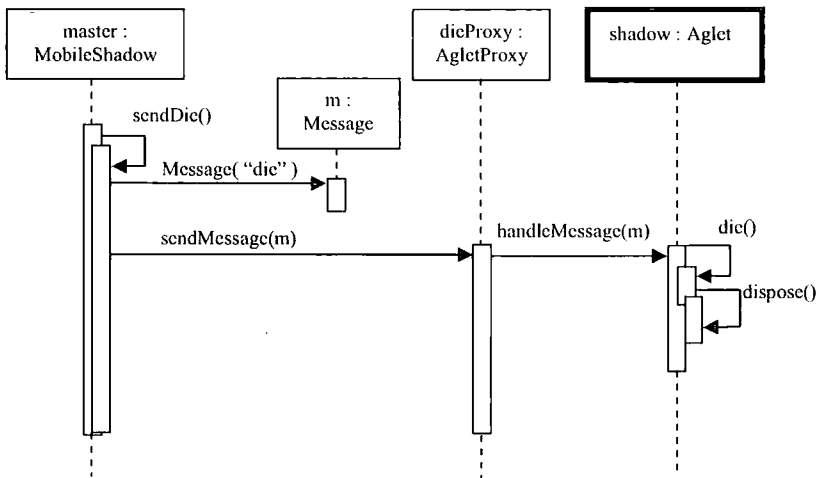 master :
MobileShadow
dieProxy :
AgletProxy
shadow : Aglet
m :
Message
sendDie()
Message( “die” )
sendMessage(m)
handleMessage(m)
die()
dispose()